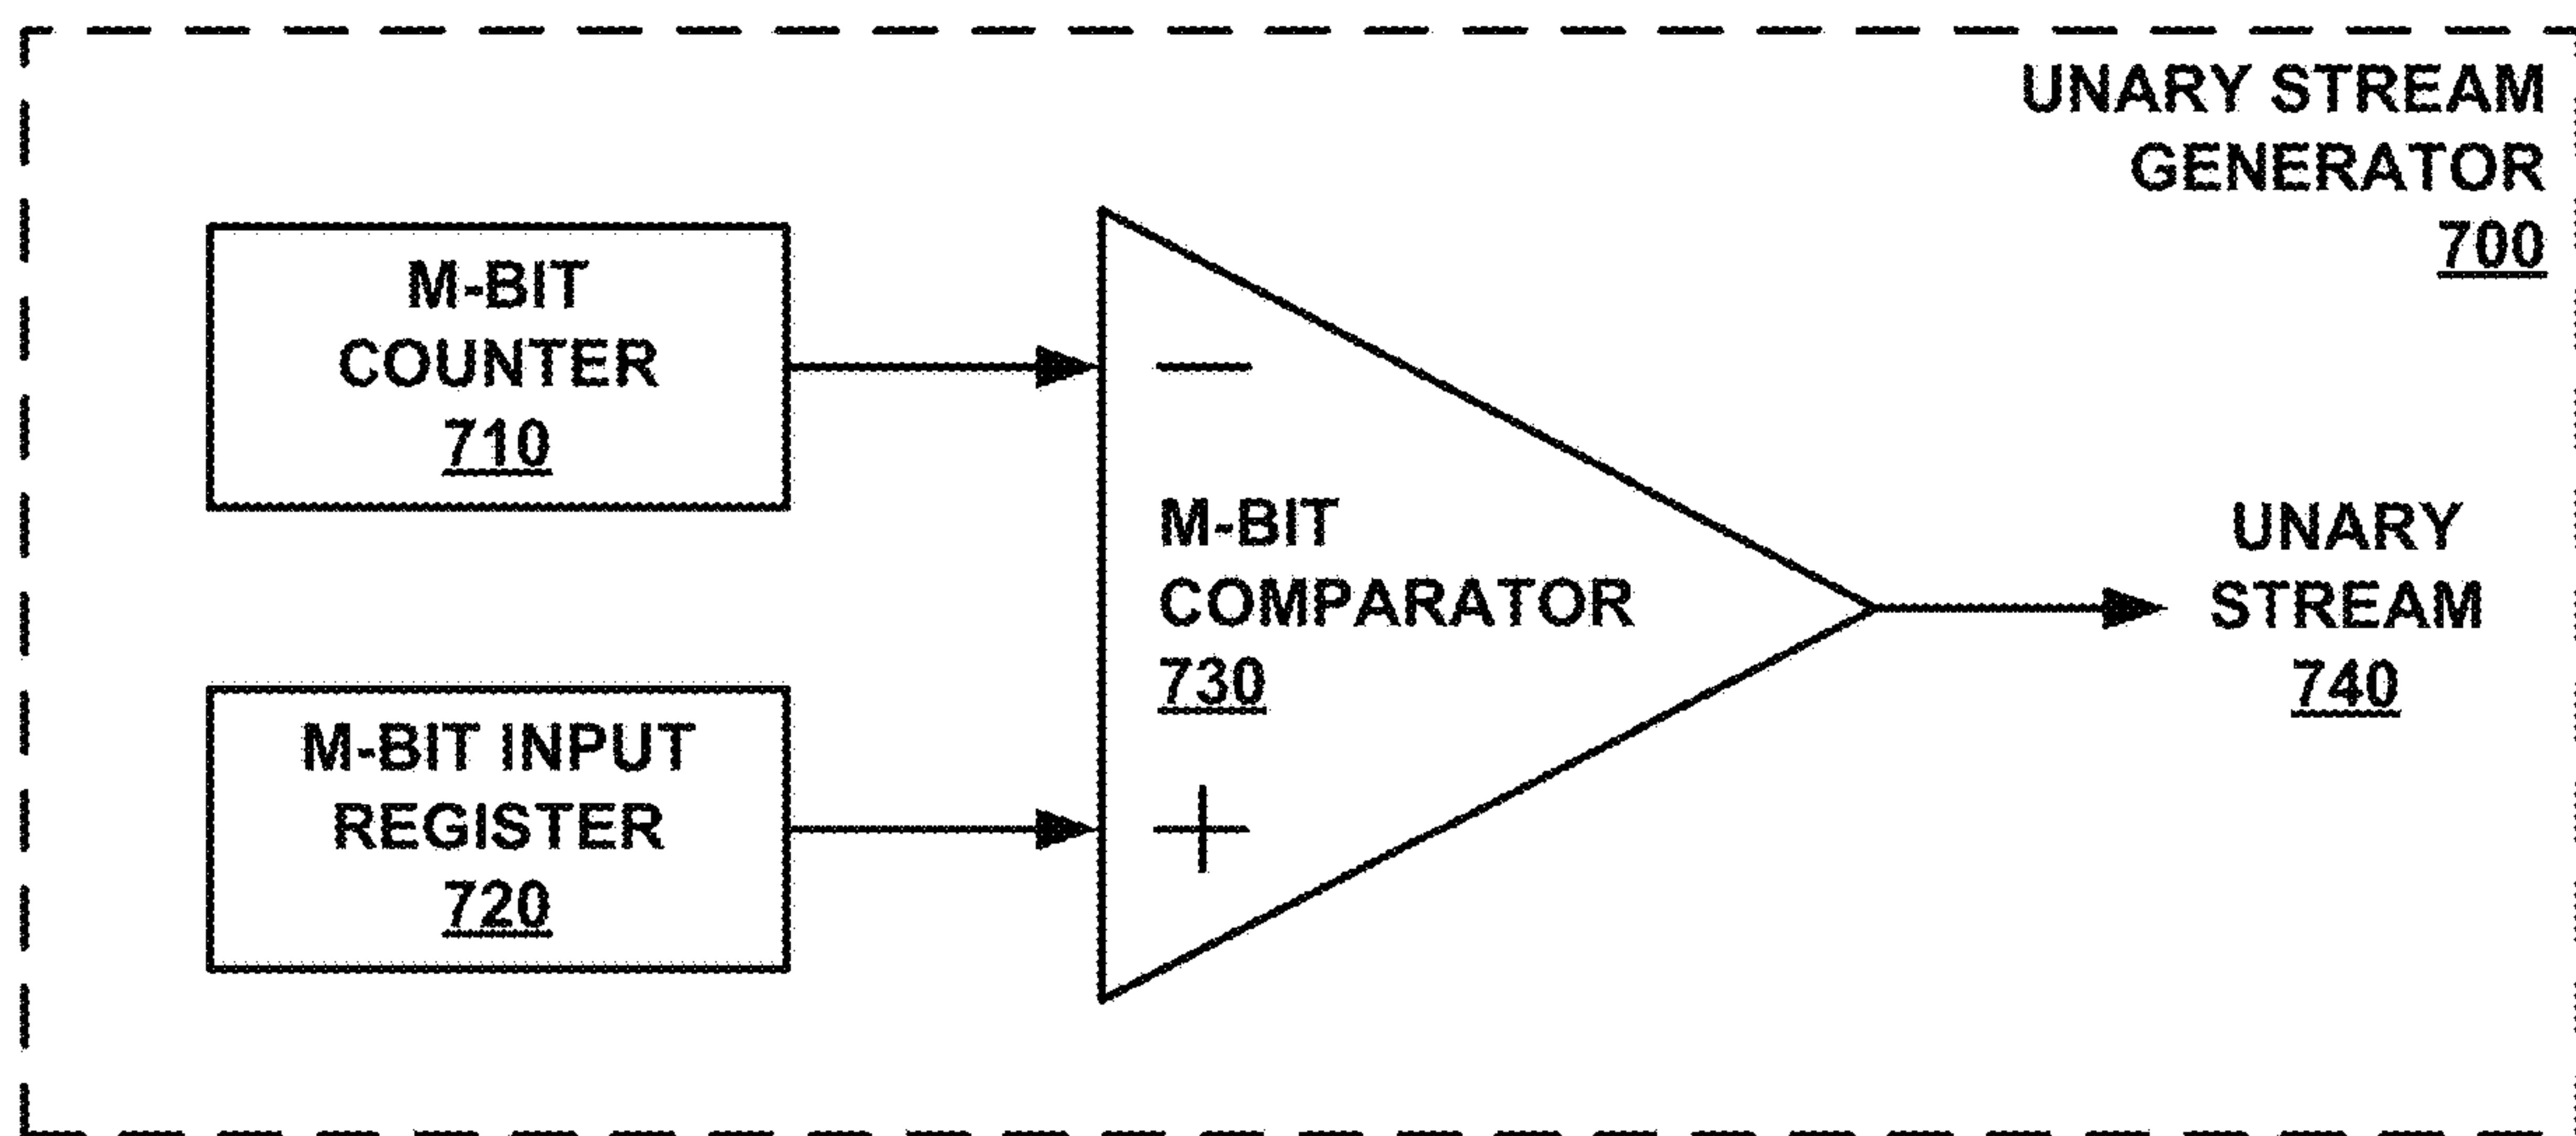 UNARY STREAM
GENERATOR
700
M-BIT
COUNTER
710
M-BIT INPUT
REGISTER
720
—
M-BIT
COMPARATOR
730
+
UNARY
STREAM
740